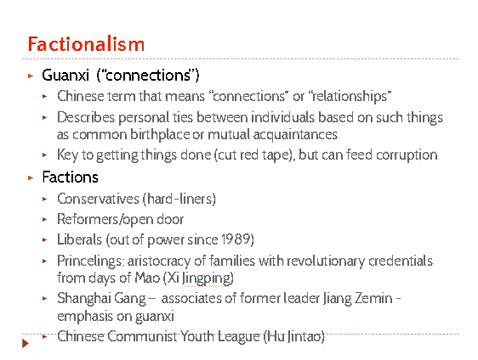 Factionalism
Guanxi ("connections")
Chinese term that means "connections" or "relationships"
Describes personal ties between individuals based on such things
as common birthplace or mutual acquaintances
Key to getting things done (cut red tape), but can feed corruption
Factions
Conservatives (hard-liners)
Reformers/open door
Liberals (out of power since 1989)
Princelings: aristocracy of families with revolutionary credentials
from days of Mao (Xi Jingping)
Shanghai Gang – associates of former leader Jiang Zemin -
emphasis on guanxi
Chinese Communist Youth League (Hu Jintao)